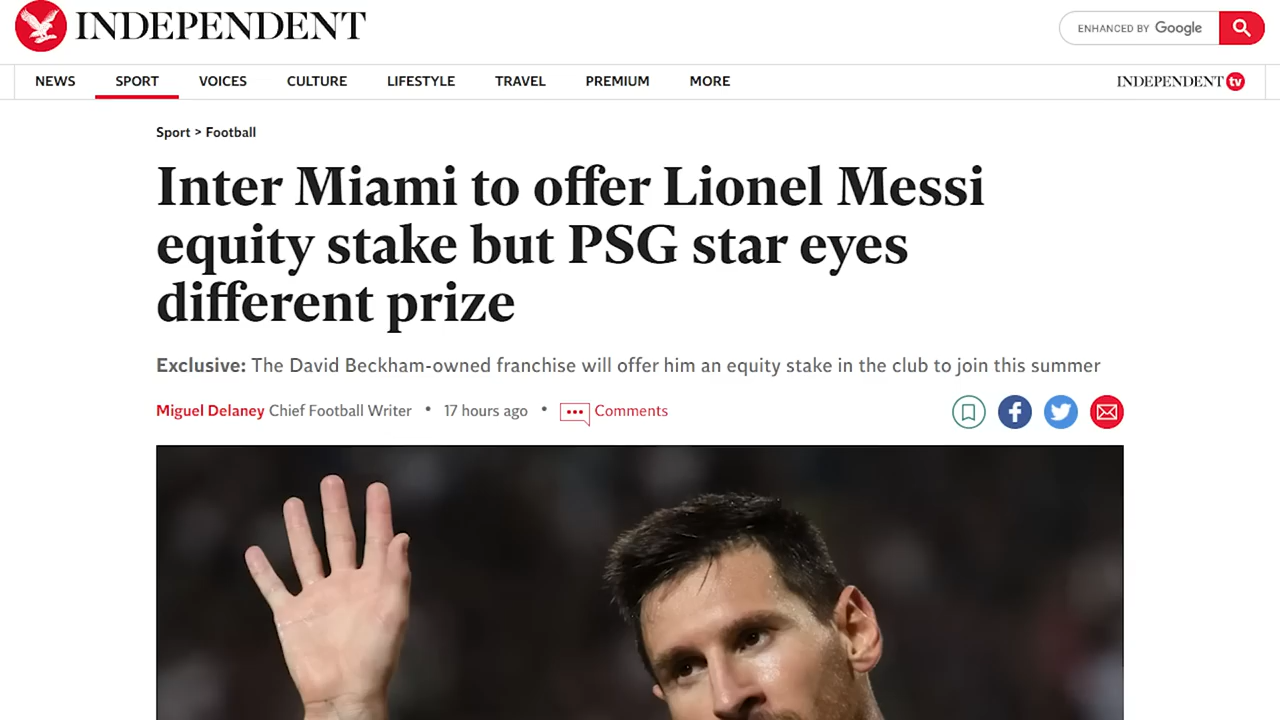 INDEPENDENT
ENHANCED BY Google
NEWS SPORT VOICES CULTURE LIFESTYLE TRAVEL PREMIUM MORE INDEPENDENT tv
Sport > Football
Inter Miami to offer Lionel Messi
equity stake but PSG star eyes
different prize
Exclusive: The David Beckham-owned franchise will offer him an equity stake in the club to join this summer
Miguel Delaney Chief Football Writer • 17 hours ago • Comments